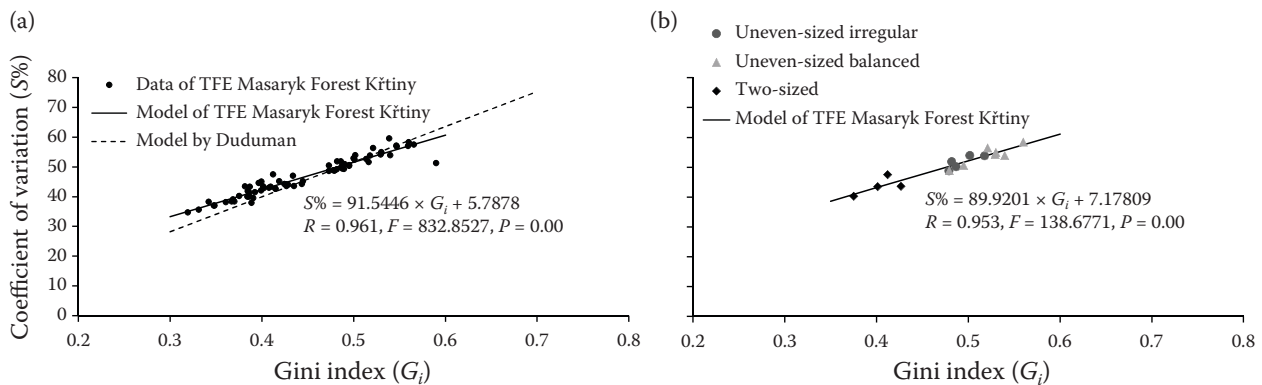 (a)
Coefficient of variation (S%)
80
70
60
50
40
30
20
10
0
Data of TFE Masaryk Forest Křtiny
Model of TFE Masaryk Forest Křtiny
Model by Duduman
S% = 91.5446 × Gᵢ + 5.7878
R = 0.961, F = 832.8527, P = 0.00
0.2 0.3 0.4 0.5 0.6 0.7 0.8
Gini index (Gᵢ)
(b)
Uneven-sized irregular
Uneven-sized balanced
Two-sized
Model of TFE Masaryk Forest Křtiny
S% = 89.9201 × Gᵢ + 7.17809
R = 0.953, F = 138.6771, P = 0.00
0.2 0.3 0.4 0.5 0.6 0.7 0.8
Gini index (Gᵢ)